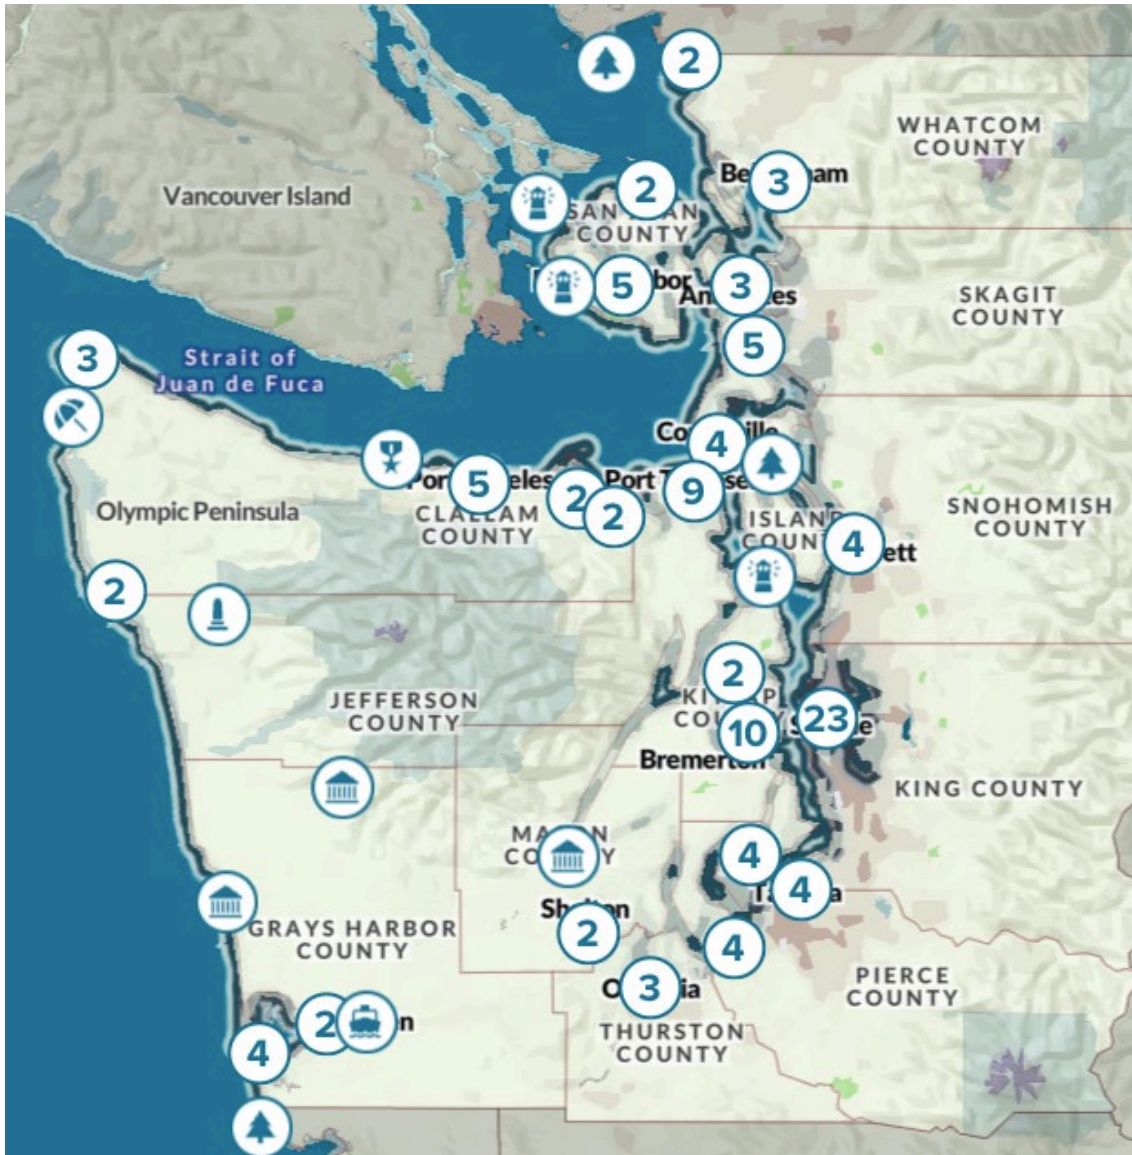 2
WHATCOM
COUNTY
3
Vancouver Island
2
SAN
COUNTY
5
3
SKAGIT
COUNTY
Strait of
Juan de Fuca
3
5
4
Port
5
Port
9
2
2
Olympic Peninsula
CLALLAM
COUNTY
ISLAND
SNOHOMISH
COUNTY
4
2
2
JEFFERSON
COUNTY
10
23
Bremerton
KING COUNTY
4
4
2
GRAYS HARBOR
COUNTY
4
PIERCE
COUNTY
3
2
4
THURSTON
COUNTY